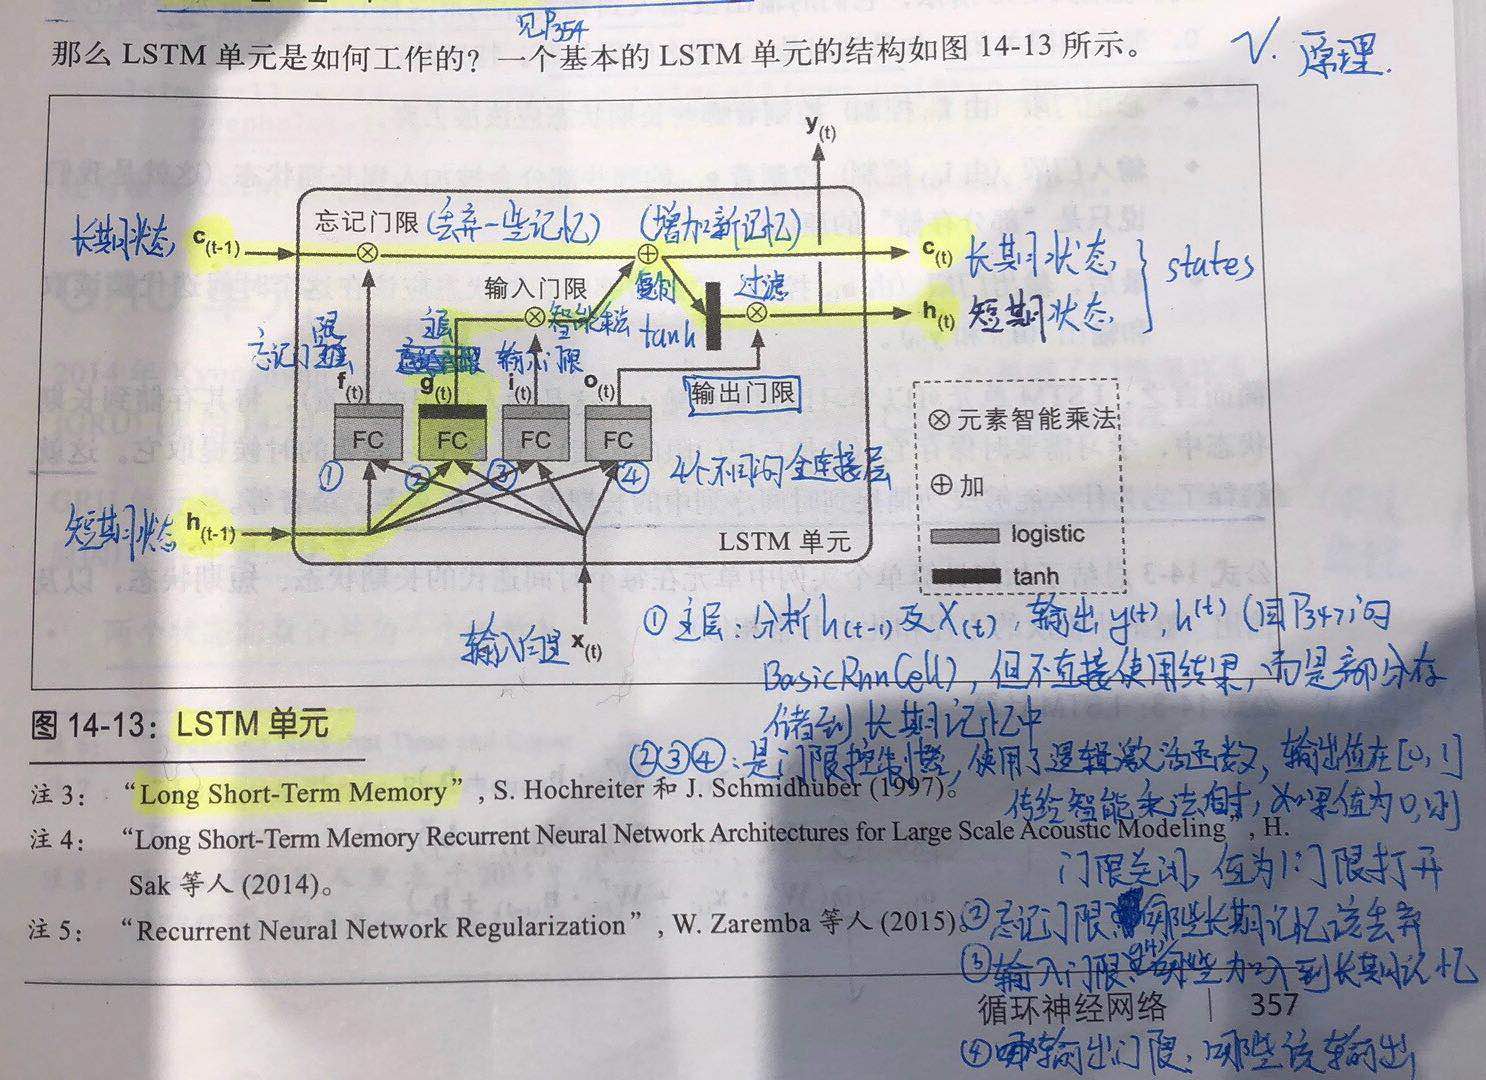 见P354
那么 LSTM 单元是如何工作的？一个基本的 LSTM 单元的结构如图 14-13 所示。
√. 原理.
y(t)
忘记门限 (丢弃一些记忆) (增加新记忆)
长期状态 c(t-1)
c(t) 长期状态
states
输入门限
复制
过滤
智能乘法
tanh
h(t) 短期状态
忘记门限
主层
输入门限
f(t) g(t) i(t) o(t)
输出门限
FC FC FC FC
① ② ③ ④ 4个不同的全连接层
⊗ 元素智能乘法
⊕ 加
logistic
tanh
短期状态 h(t-1)
LSTM 单元
输入向量 x(t)
① 主层：分析h(t-1)及X(t)，输出y(t), h(t) (同P347页的
BasicRnnCell)，但不直接使用结果，而是部分存
储到长期记忆中
图 14-13：LSTM 单元
②③④：是门限控制器，使用了逻辑激活函数，输出值在[0, 1]
注 3： “Long Short-Term Memory”, S. Hochreiter 和 J. Schmidhuber (1997)。
传给智能乘法，如果值为0，则
注 4： “Long Short-Term Memory Recurrent Neural Network Architectures for Large Scale Acoustic Modeling”, H.
Sak 等人 (2014)。
门限关闭，值为1门限打开
注 5： “Recurrent Neural Network Regularization”, W. Zaremba 等人 (2015)。
②忘记门限 哪些长期记忆该丢弃
③输入门限 哪些加入到长期记忆
循环神经网络 | 357
④ 输出门限，哪些该输出